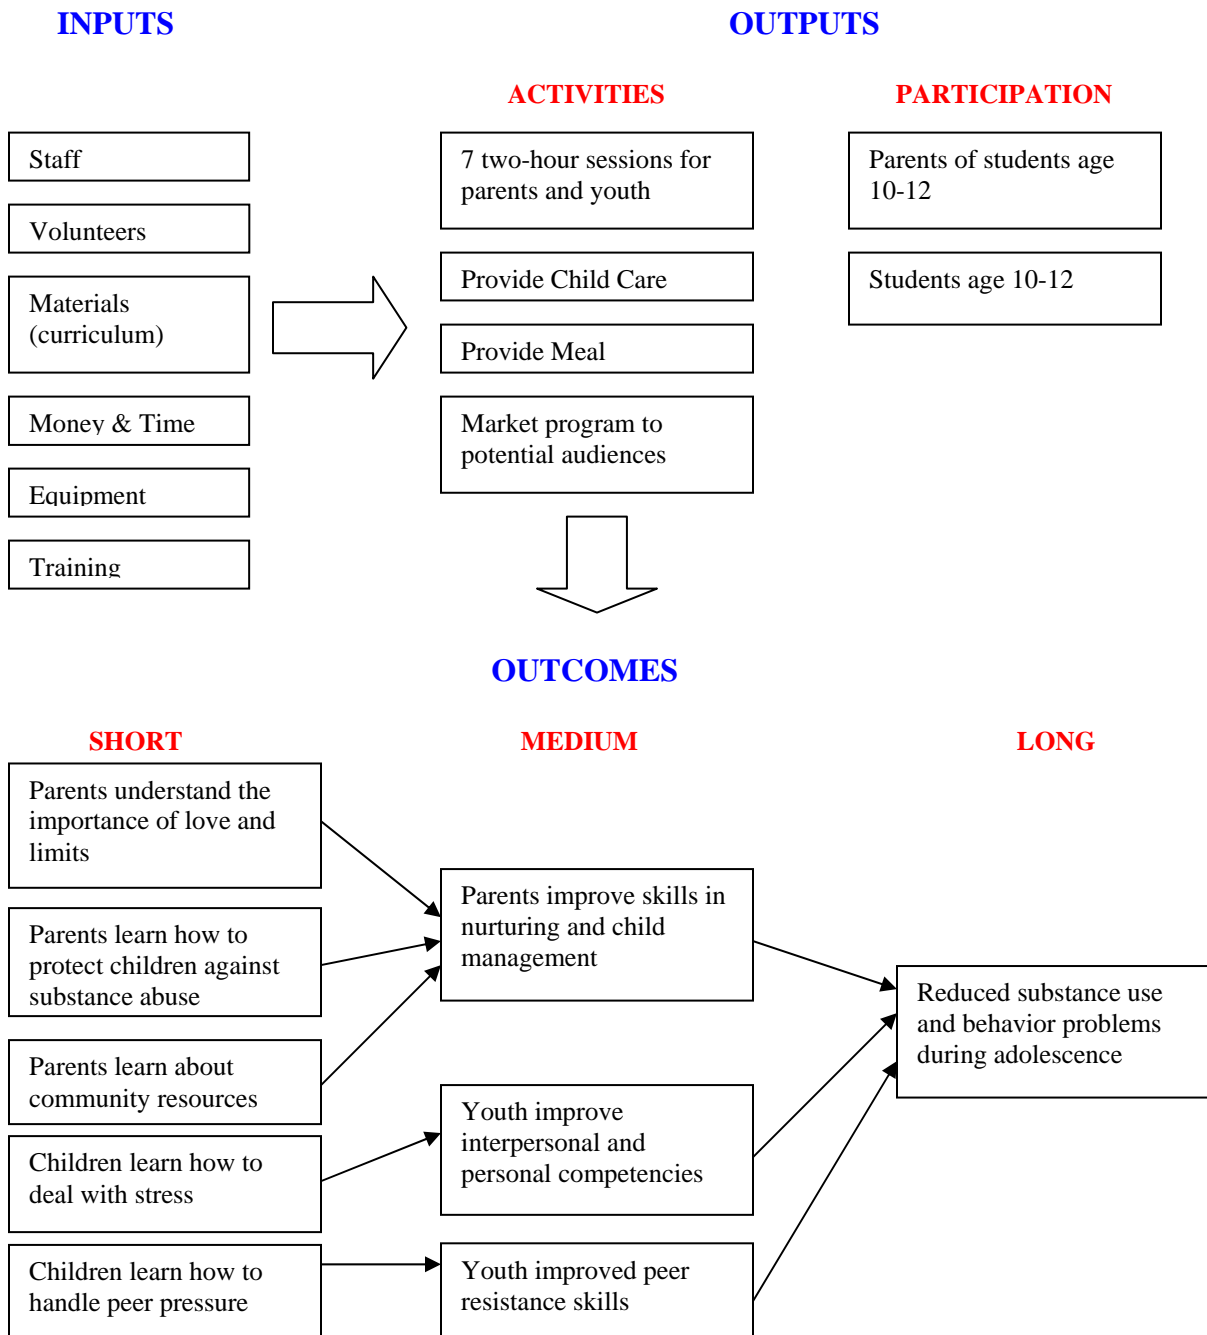 INPUTS
OUTPUTS
ACTIVITIES
PARTICIPATION
Staff
Volunteers
Materials
(curriculum)
Money & Time
Equipment
Training
7 two-hour sessions for
parents and youth
Provide Child Care
Provide Meal
Market program to
potential audiences
Parents of students age
10-12
Students age 10-12
OUTCOMES
SHORT
MEDIUM
LONG
Parents understand the
importance of love and
limits
Parents learn how to
protect children against
substance abuse
Parents learn about
community resources
Children learn how to
deal with stress
Children learn how to
handle peer pressure
Parents improve skills in
nurturing and child
management
Youth improve
interpersonal and
personal competencies
Youth improved peer
resistance skills
Reduced substance use
and behavior problems
during adolescence